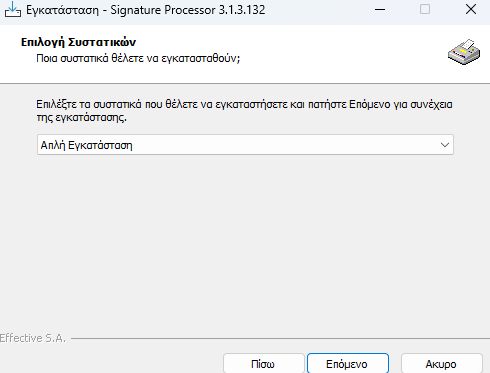 Εγκατάσταση - Signature Processor 3.1.3.132
Επιλογή Συστατικών
Ποια συστατικά θέλετε να εγκατασταθούν;
Επιλέξτε τα συστατικά που θέλετε να εγκαταστήσετε και πατήστε Επόμενο για συνέχεια
της εγκατάστασης.
Απλή Εγκατάσταση
Effective S.A.
Πίσω
Επόμενο
Ακυρο